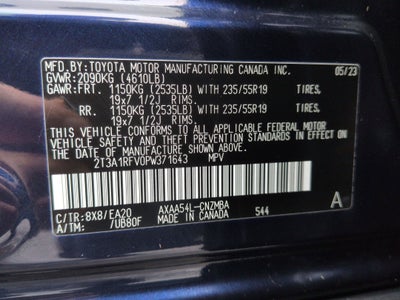 MFD.BY:TOYOTA MOTOR MANUFACTURING CANADA INC. 05/23
GVWR:2090KG (4610LB)
GAWR:FRT. 1150KG (2535LB) WITH 235/55R19 TIRES,
19x7 1/2J RIMS.
RR. 1150KG (2535LB) WITH 235/55R19 TIRES,
19x7 1/2J RIMS.
THIS VEHICLE CONFORMS TO ALL APPLICABLE FEDERAL MOTOR
VEHICLE SAFETY STANDARDS IN EFFECT ON THE DATE OF
MANUFACTURE SHOWN ABOVE.
2T3A1RFV0PW371643 MPV
C/TR:8X8/EA20 AXAA54L-CNZMBA A
A/TM: /UB80F MADE IN CANADA 544